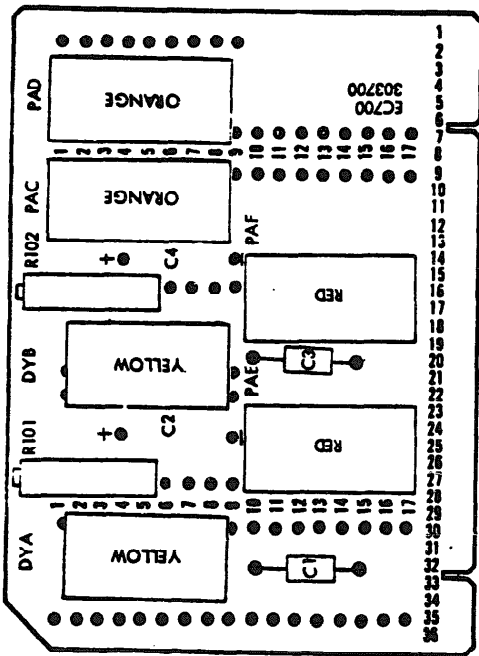 PAD
ORANGE
EC700
303700
1 2 3 4 5 6 7 8 9 10 11 12 13 14 15 16 17
PAC
ORANGE
R102
+
C4
PAF
RED
DYB
YELLOW
PAE
C3
R101
+
C2
RED
1 2 3 4 5 6 7 8 9 10 11 12 13 14 15 16 17
DYA
YELLOW
C1
1
2
3
4
5
6
7
8
9
10
11
12
13
14
15
16
17
18
19
20
21
22
23
24
25
26
27
28
29
30
31
32
33
34
35
36